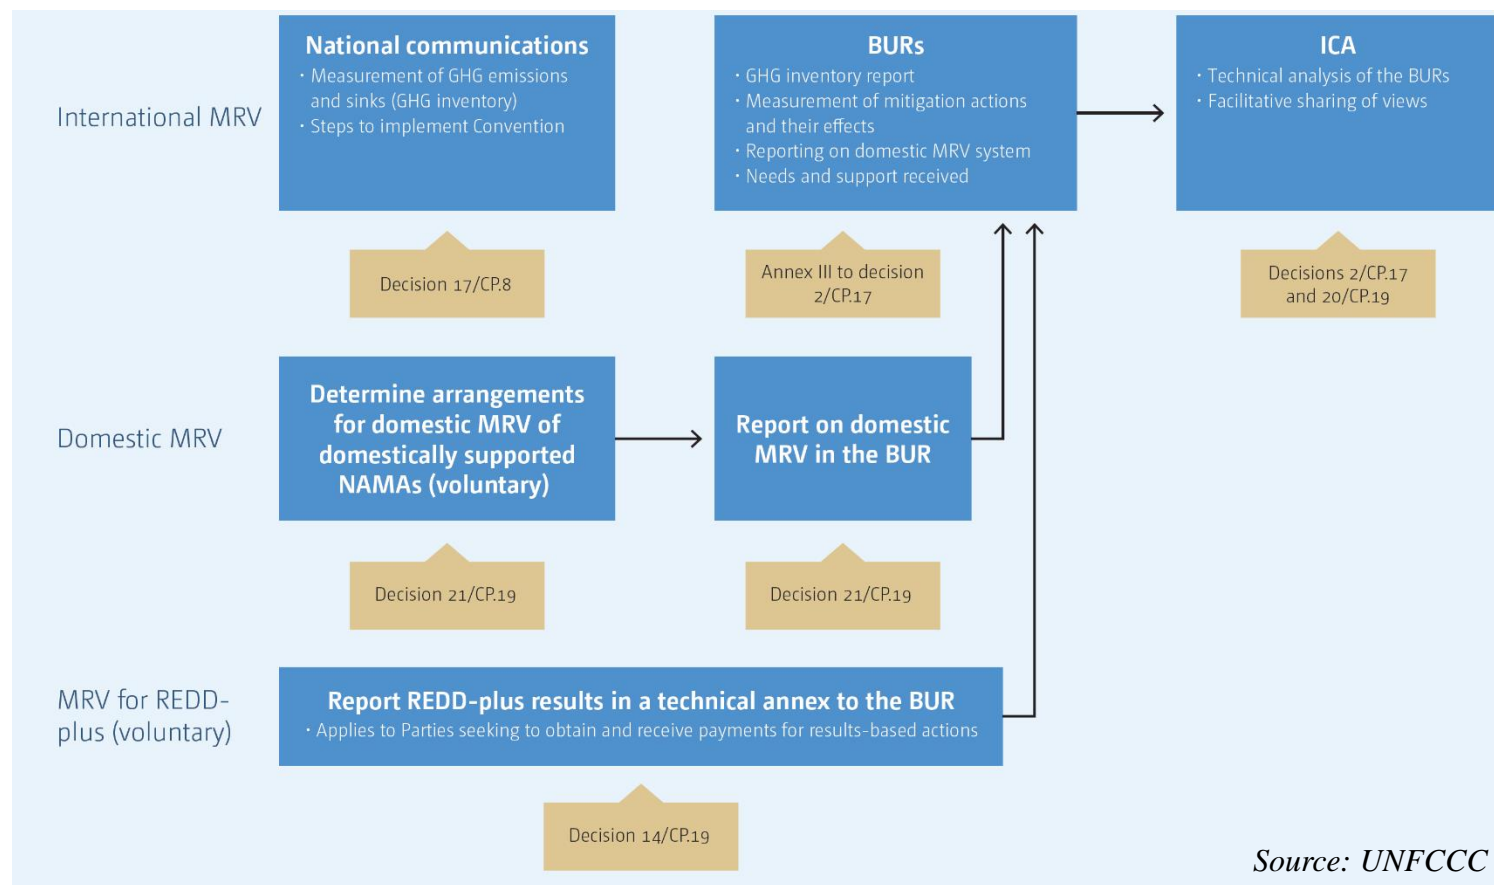 International MRV
National communications
· Measurement of GHG emissions
and sinks (GHG inventory)
· Steps to implement Convention
BURs
· GHG inventory report
· Measurement of mitigation actions
and their effects
· Reporting on domestic MRV system
· Needs and support received
ICA
· Technical analysis of the BURs
· Facilitative sharing of views
Decision 17/CP.8
Annex III to decision
2/CP.17
Decisions 2/CP.17
and 20/CP.19
Domestic MRV
Determine arrangements
for domestic MRV of
domestically supported
NAMAs (voluntary)
Report on domestic
MRV in the BUR
Decision 21/CP.19
Decision 21/CP.19
MRV for REDD-
plus (voluntary)
Report REDD-plus results in a technical annex to the BUR
· Applies to Parties seeking to obtain and receive payments for results-based actions
Decision 14/CP.19
Source: UNFCCC